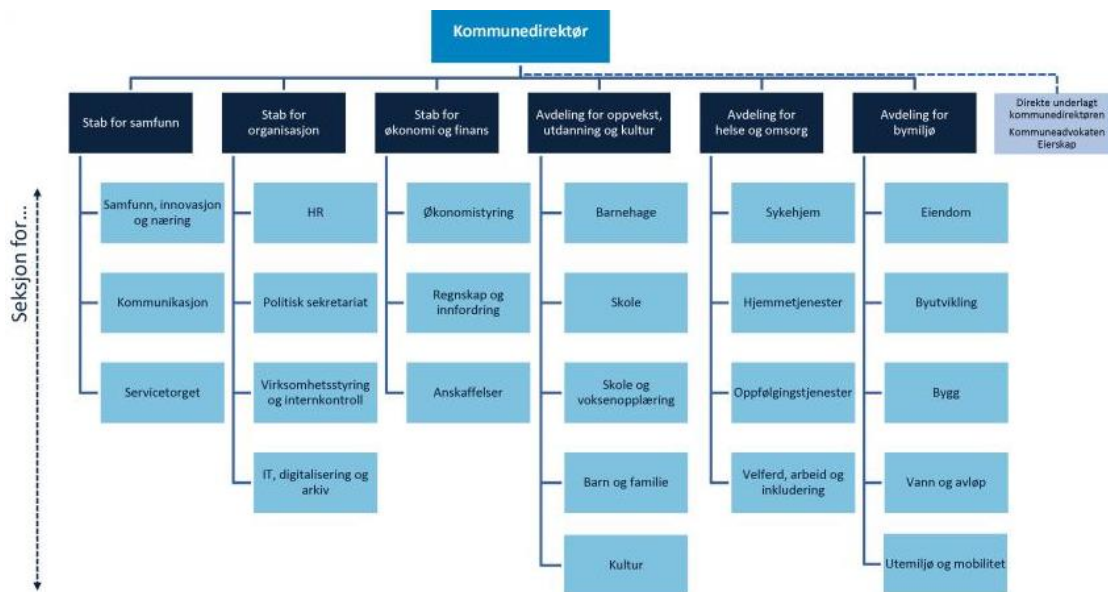 Kommunedirektør
Stab for samfunn
Stab for
organisasjon
Stab for
økonomi og finans
Avdeling for oppvekst,
utdanning og kultur
Avdeling for
helse og omsorg
Avdeling for
bymiljø
Direkte underlagt
kommunedirektøren
Kommuneadvokaten
Eierskap
Seksjon for...
Samfunn, innovasjon
og næring
Kommunikasjon
Servicetorget
HR
Politisk sekretariat
Virksomhetsstyring
og internkontroll
IT, digitalisering og
arkiv
Økonomistyring
Regnskap og
innfordring
Anskaffelser
Barnehage
Skole
Skole og
voksenopplæring
Barn og familie
Kultur
Sykehjem
Hjemmetjenester
Oppfølgingstjenester
Velferd, arbeid og
inkludering
Eiendom
Byutvikling
Bygg
Vann og avløp
Utemiljø og mobilitet